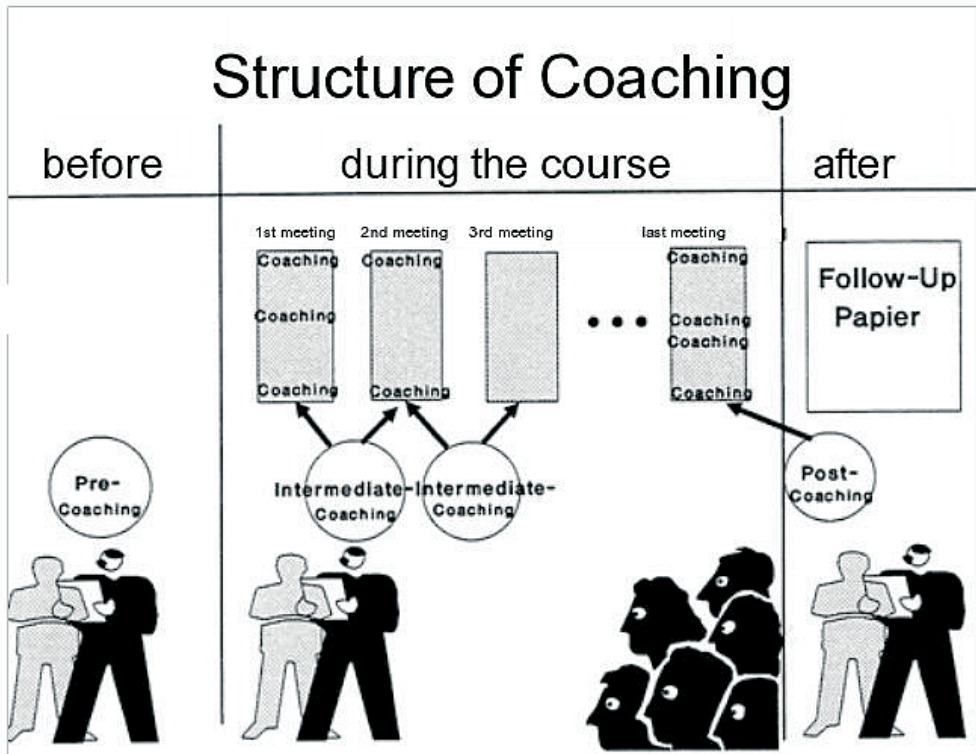 Structure of Coaching
before
during the course
after
1st meeting
2nd meeting
3rd meeting
last meeting
Coaching
Coaching
Coaching
Coaching
Coaching
Coaching
Coaching
Coaching
Coaching
Follow-Up
Papier
Pre-
Coaching
Intermediate-
Coaching
Intermediate-
Coaching
Post-
Coaching